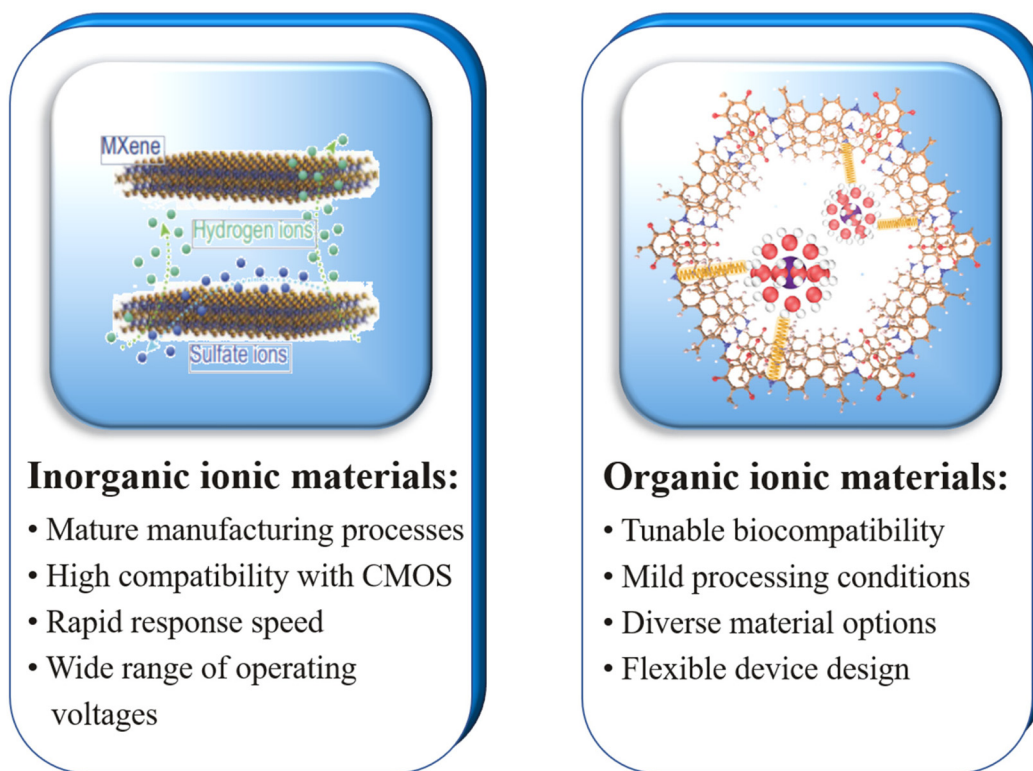 MXene
Hydrogen ions
Sulfate ions
Inorganic ionic materials:
• Mature manufacturing processes
• High compatibility with CMOS
• Rapid response speed
• Wide range of operating
voltages
Organic ionic materials:
• Tunable biocompatibility
• Mild processing conditions
• Diverse material options
• Flexible device design